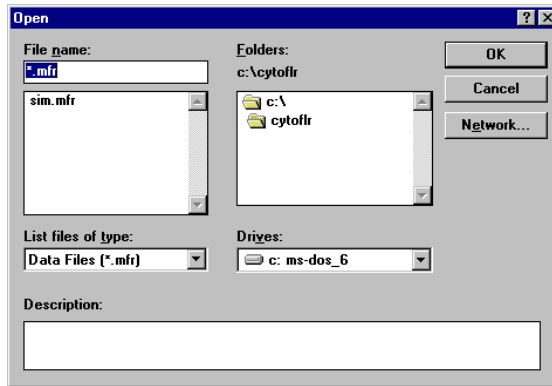 Open
File name:
*.mfr
sim.mfr
Folders:
c:\cytoflr
c:\
cytoflr
OK
Cancel
Network...
List files of type:
Data Files (*.mfr)
Drives:
c: ms-dos_6
Description: